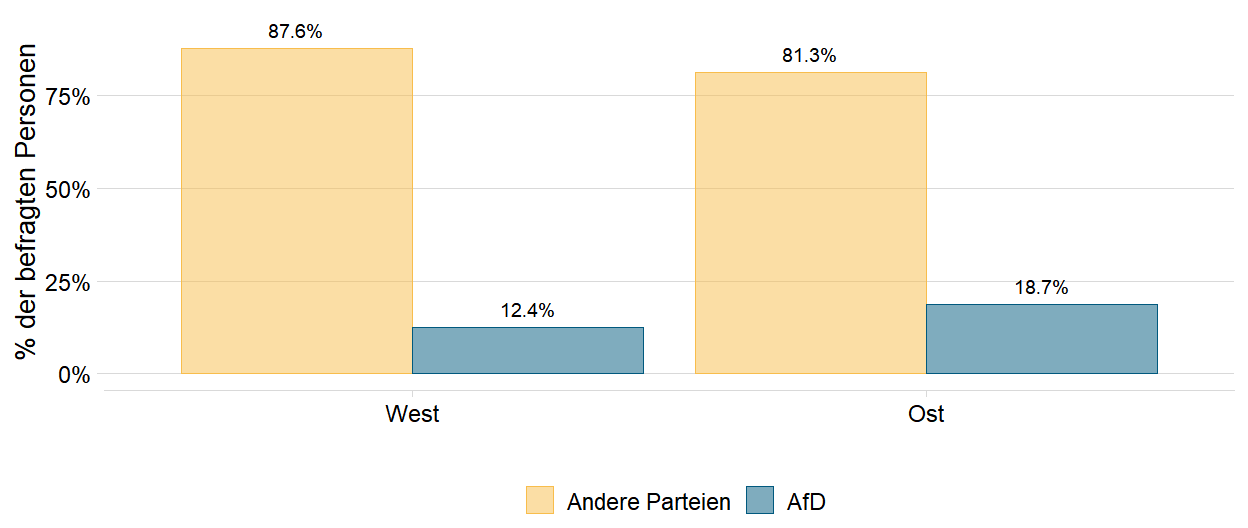 % der befragten Personen
75%
50%
25%
0%
87.6%
12.4%
81.3%
18.7%
West
Ost
Andere Parteien
AfD